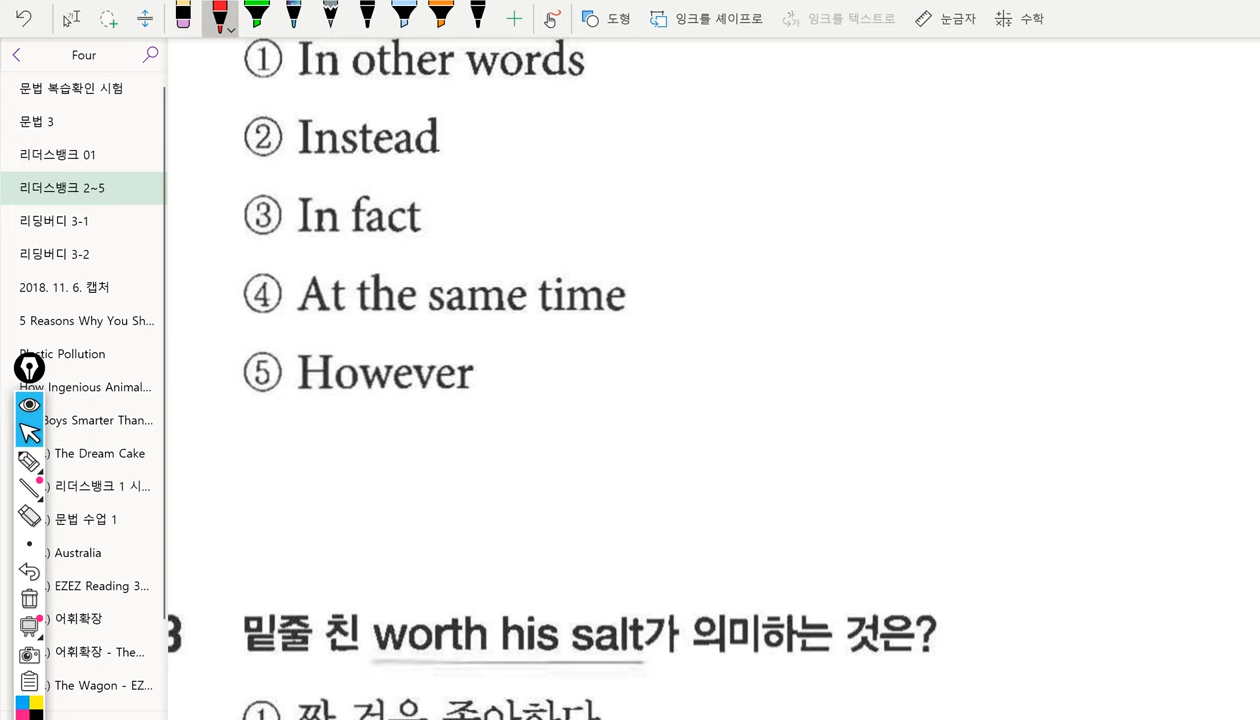 도형
잉크를 셰이프로
잉크를 텍스트로
눈금자
수학
Four
문법 복습확인 시험
문법 3
리더스뱅크 01
리더스뱅크 2~5
리딩버디 3-1
리딩버디 3-2
2018. 11. 6. 캡처
5 Reasons Why You Sh...
Plastic Pollution
How Ingenious Animal...
Boys Smarter Than...
.) The Dream Cake
.) 리더스뱅크 1 시...
.) 문법 수업 1
.) Australia
.) EZEZ Reading 3...
.) 어휘확장
.) 어휘확장 - The...
.) The Wagon - EZ...
① In other words
② Instead
③ In fact
④ At the same time
⑤ However
3 밑줄 친 worth his salt가 의미하는 것은?
① 짠 것을 좋아하다